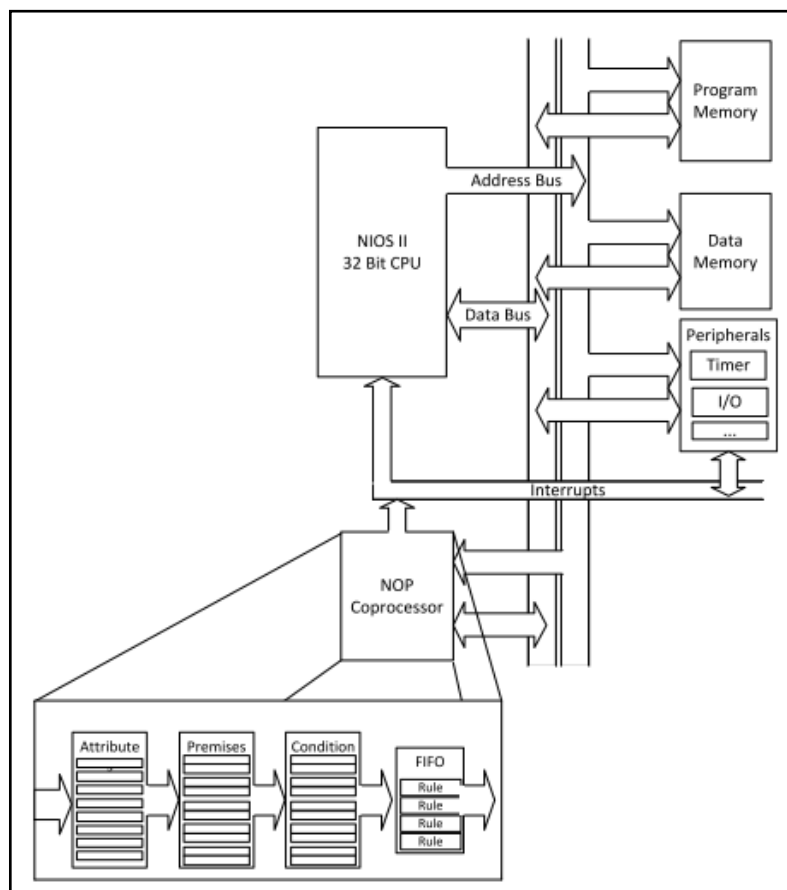 Program
Memory
Address Bus
NIOS II
32 Bit CPU
Data
Memory
Data Bus
Peripherals
Timer
I/O
...
Interrupts
NOP
Coprocessor
Attribute
Premises
Condition
FIFO
Rule
Rule
Rule
Rule